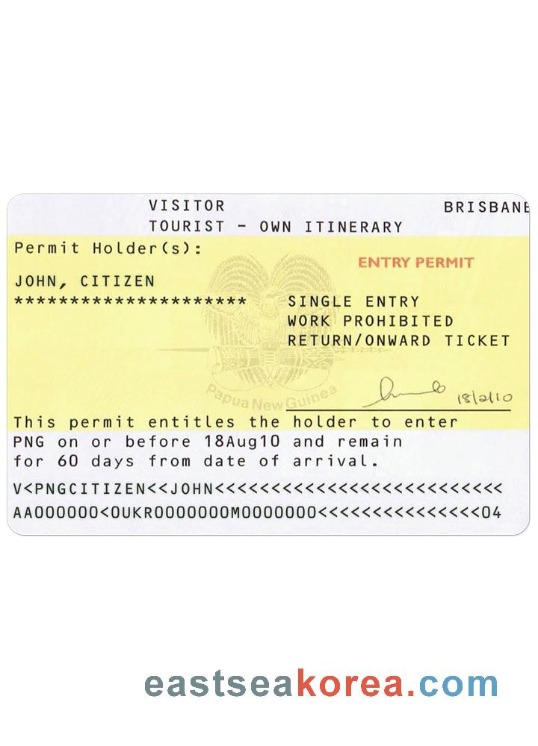 VISITOR BRISBANE
TOURIST - OWN ITINERARY
Permit Holder(s):
ENTRY PERMIT
JOHN, CITIZEN
********************* SINGLE ENTRY
WORK PROHIBITED
RETURN/ONWARD TICKET
Papua New Guinea
18/2/10
This permit entitles the holder to enter
PNG on or before 18Aug10 and remain
for 60 days from date of arrival.
V<PNGCITIZEN<<JOHN<<<<<<<<<<<<<<<<<<<<<<<<<<
AA000000<0UKR0000000M0000000<<<<<<<<<<<<<<<04
eastseakorea.com